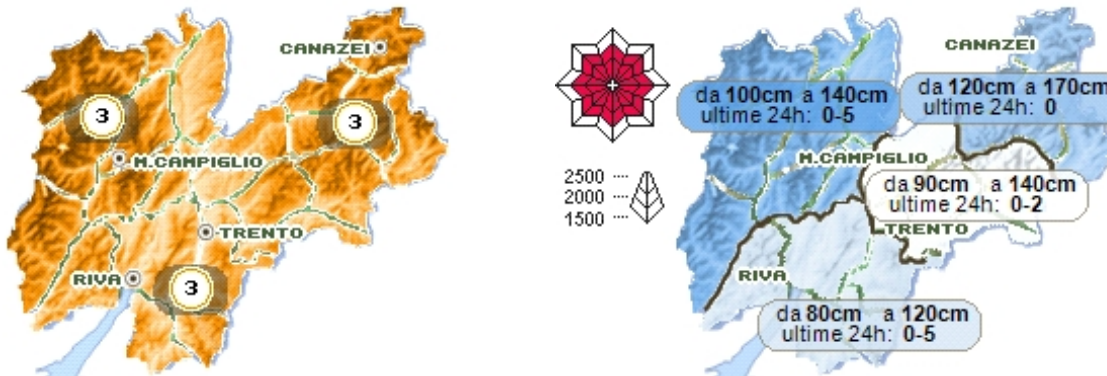 CANAZEI
3
3
M.CAMPIGLIO
TRENTO
RIVA
3
CANAZEI
da 100cm a 140cm
ultime 24h: 0-5
da 120cm a 170cm
ultime 24h: 0
M.CAMPIGLIO
2500
2000
1500
da 90cm a 140cm
ultime 24h: 0-2
TRENTO
RIVA
da 80cm a 120cm
ultime 24h: 0-5